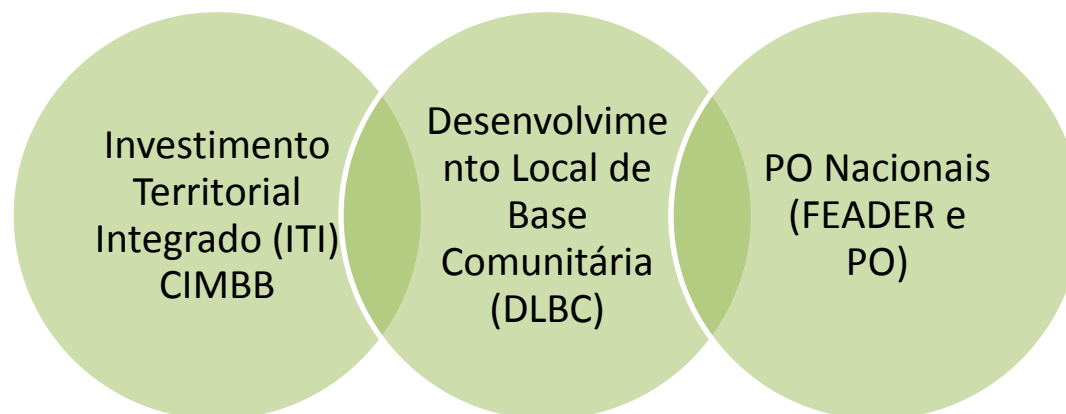 Investimento
Territorial
Integrado (ITI)
CIMBB
Desenvolvime
nto Local de
Base
Comunitária
(DLBC)
PO Nacionais
(FEADER e
PO)